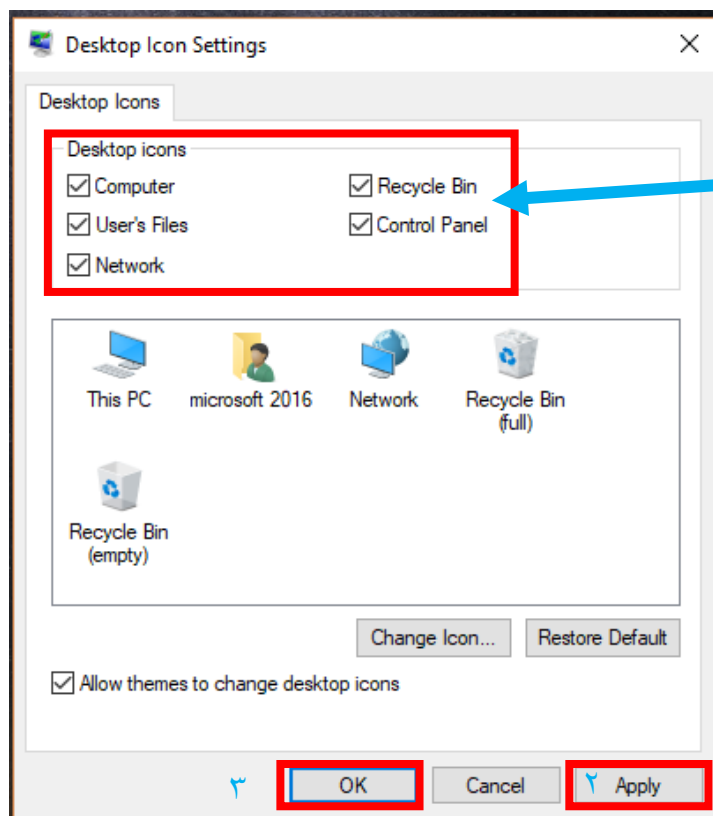 Desktop Icon Settings
Desktop Icons
Desktop icons
Computer
Recycle Bin
User's Files
Control Panel
Network
This PC
microsoft 2016
Network
Recycle Bin
(full)
Recycle Bin
(empty)
Change Icon...
Restore Default
Allow themes to change desktop icons
٣
OK
Cancel
٢
Apply